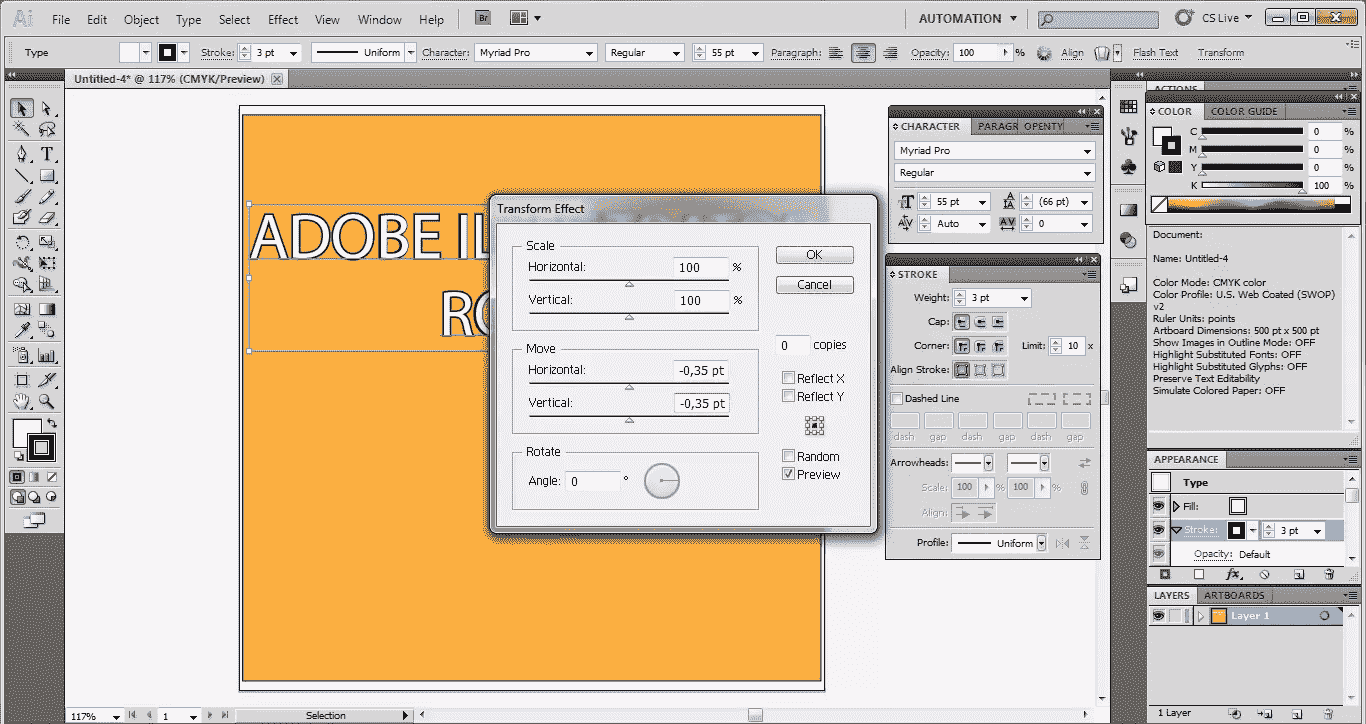 Ai File Edit Object Type Select Effect View Window Help Br AUTOMATION CS Live
Type Stroke: 3 pt Uniform Character: Myriad Pro Regular 55 pt Paragraph: Opacity: 100 % Align Flash Text Transform
Untitled-4* @ 117% (CMYK/Preview)
ADOBE IL
RO
Transform Effect
Scale
Horizontal: 100 %
Vertical: 100 %
Move
Horizontal: -0,35 pt
Vertical: -0,35 pt
Rotate
Angle: 0 °
OK
Cancel
0 copies
Reflect X
Reflect Y
Random
Preview
CHARACTER PARAGR OPENTY
Myriad Pro
Regular
55 pt (66 pt)
Auto 0
STROKE
Weight: 3 pt
Cap:
Corner: Limit: 10 x
Align Stroke:
Dashed Line
dash gap dash gap dash gap
Arrowheads:
Scale: 100 % 100 %
Align:
Profile: Uniform
ACTIONS
COLOR COLOR GUIDE
C 0 %
M 0 %
Y 0 %
K 100 %
Document:
Name: Untitled-4
Color Mode: CMYK color
Color Profile: U.S. Web Coated (SWOP)
v2
Ruler Units: points
Artboard Dimensions: 500 pt x 500 pt
Show Images in Outline Mode: OFF
Highlight Substituted Fonts: OFF
Highlight Substituted Glyphs: OFF
Preserve Text Editability
Simulate Colored Paper: OFF
APPEARANCE
Type
Fill:
Stroke: 3 pt
Opacity: Default
fx
LAYERS ARTBOARDS
Layer 1
1 Layer
117% 1 Selection